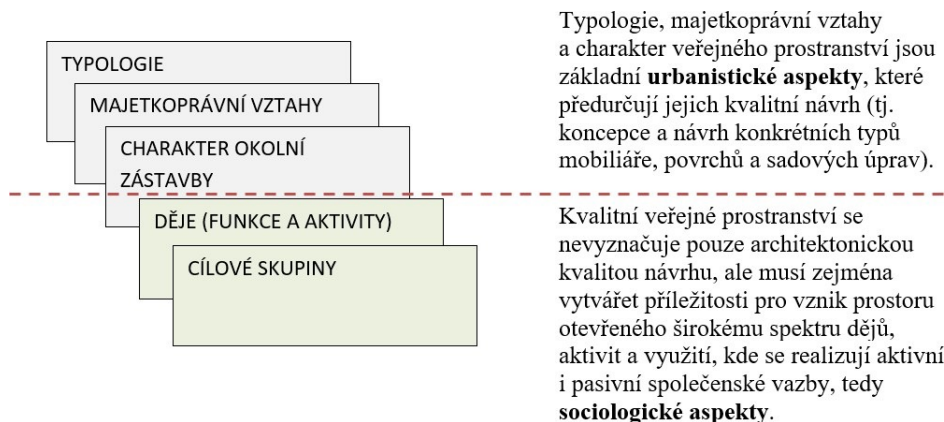 TYPOLOGIE
MAJETKOPRÁVNÍ VZTAHY
CHARAKTER OKOLNÍ
ZÁSTAVBY
DĚJE (FUNKCE A AKTIVITY)
CÍLOVÉ SKUPINY
Typologie, majetkoprávní vztahy
a charakter veřejného prostranství jsou
základní urbanistické aspekty, které
předurčují jejich kvalitní návrh (tj.
koncepce a návrh konkrétních typů
mobiliáře, povrchů a sadových úprav).
Kvalitní veřejné prostranství se
nevyznačuje pouze architektonickou
kvalitou návrhu, ale musí zejména
vytvářet příležitosti pro vznik prostoru
otevřeného širokému spektru dějů,
aktivit a využití, kde se realizují aktivní
i pasivní společenské vazby, tedy
sociologické aspekty.